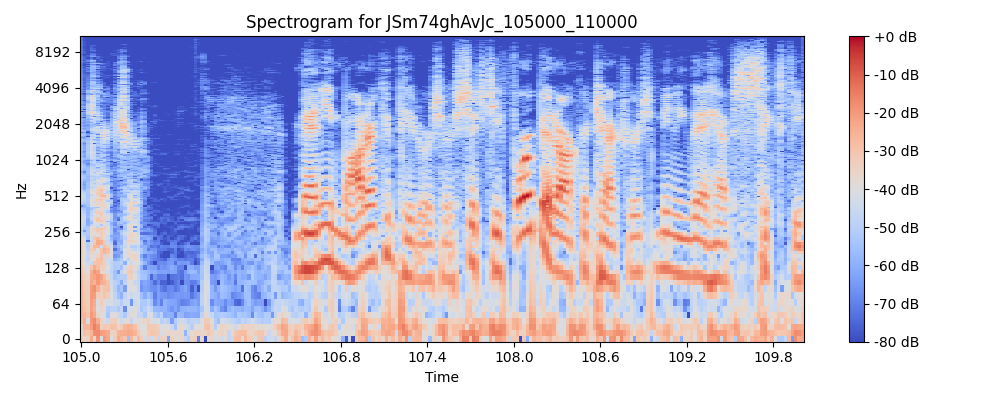 Spectrogram for JSm74ghAvJc_105000_110000
8192
4096
2048
1024
512
256
128
64
0
Hz
105.0 105.6 106.2 106.8 107.4 108.0 108.6 109.2 109.8
Time
+0 dB
-10 dB
-20 dB
-30 dB
-40 dB
-50 dB
-60 dB
-70 dB
-80 dB